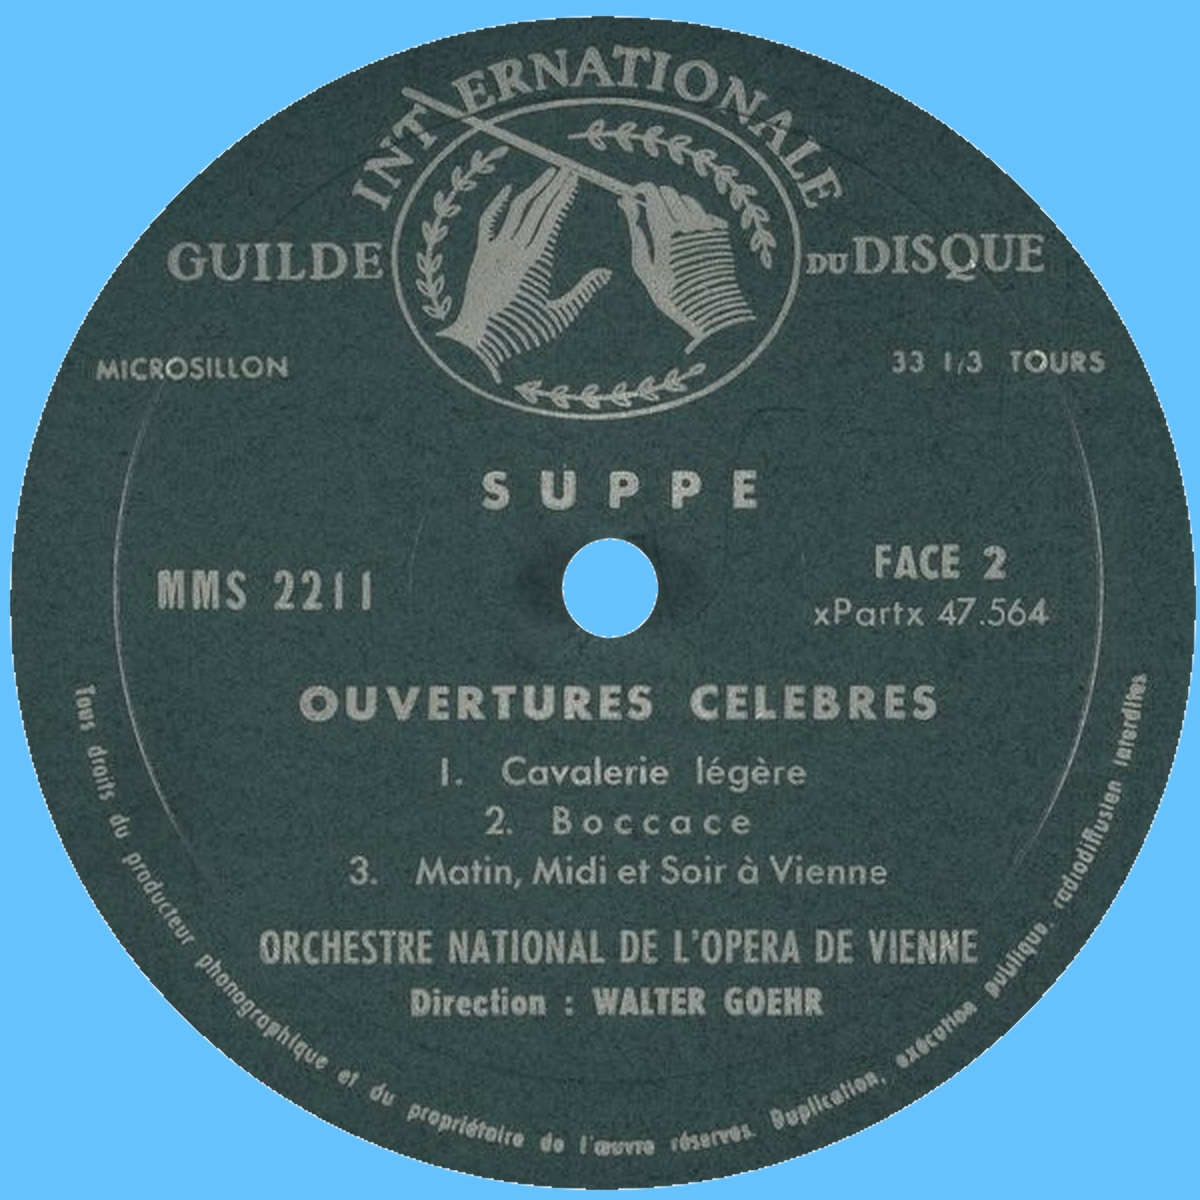 INTERNATIONALE
GUILDE DU DISQUE
MICROSILLON
33 1/3 TOURS
SUPPE
MMS 2211
FACE 2
xPartx 47.564
OUVERTURES CELEBRES
1. Cavalerie légère
2. Boccace
3. Matin, Midi et Soir à Vienne
ORCHESTRE NATIONAL DE L'OPERA DE VIENNE
Direction : WALTER GOEHR
Tous droits du producteur phonographique et du propriétaire de l'œuvre réservés. Duplication, exécution publique, radiodiffusion interdites